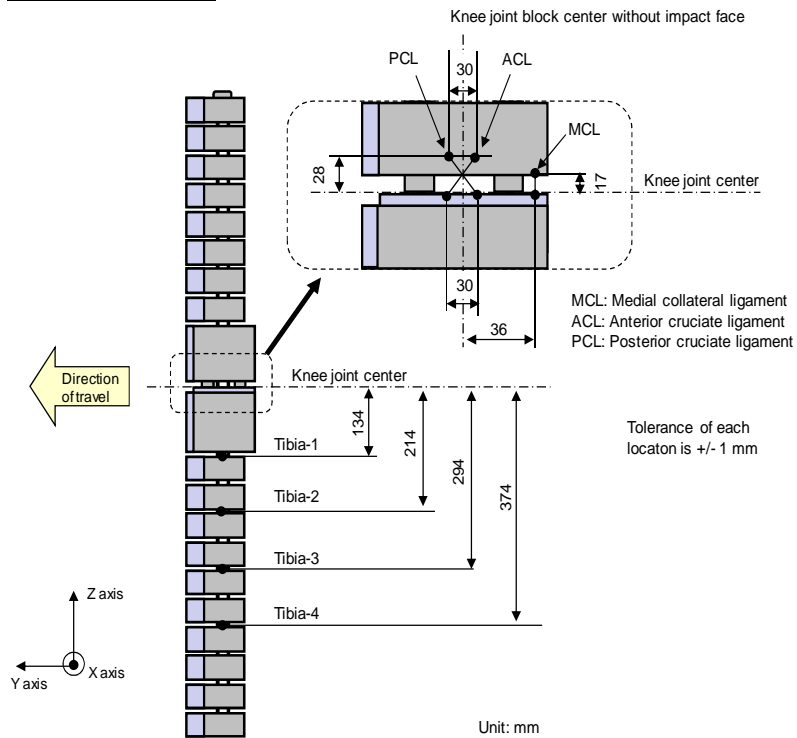 Knee joint block center without impact face
PCL
30
ACL
MCL
28
17
Knee joint center
30
36
MCL: Medial collateral ligament
ACL: Anterior cruciate ligament
PCL: Posterior cruciate ligament
Direction
of travel
Knee joint center
134
214
294
374
Tibia-1
Tibia-2
Tibia-3
Tibia-4
Tolerance of each
locaton is +/- 1 mm
Z axis
Y axis
X axis
Unit: mm